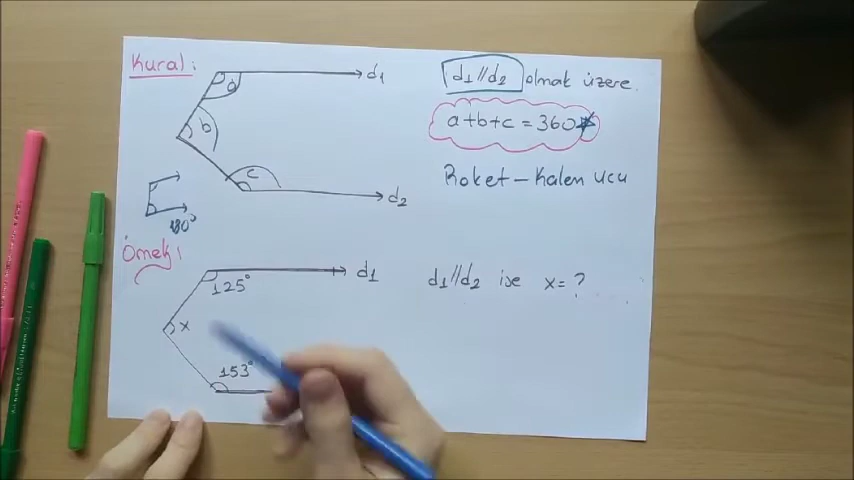 Kural:
d1
a
b
c
d2
d1//d2 olmak üzere.
a+b+c = 360
Roket - Kalem ucu
180°
Örnek:
d1
125°
x
153°
d1//d2 ise x= ?